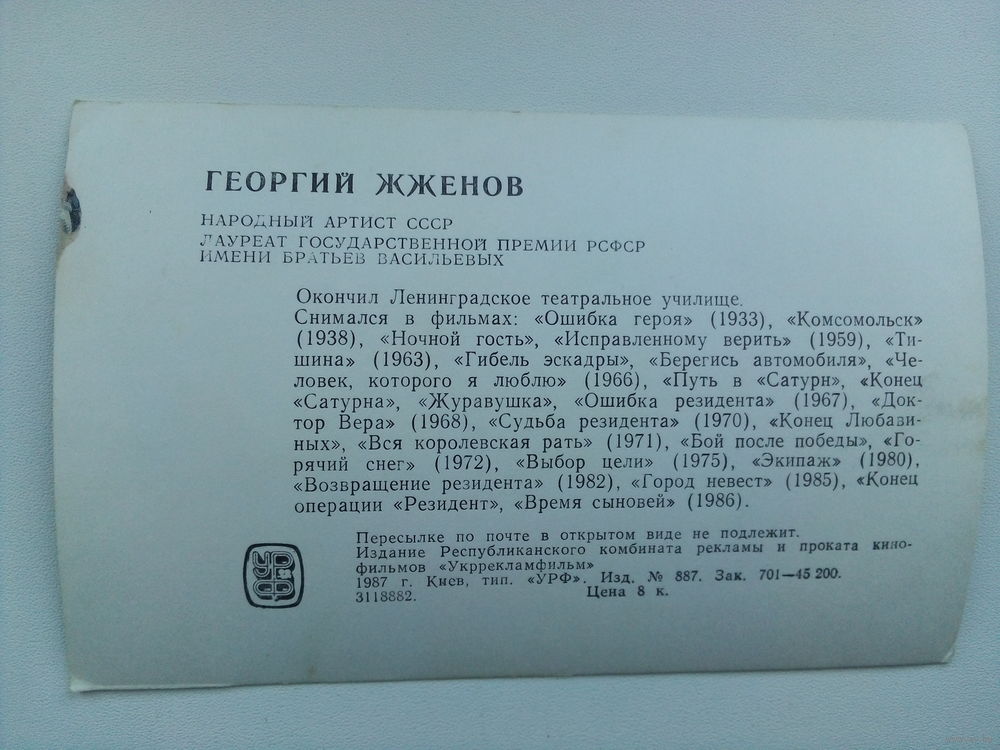 ГЕОРГИЙ ЖЖЕНОВ
НАРОДНЫЙ АРТИСТ СССР
ЛАУРЕАТ ГОСУДАРСТВЕННОЙ ПРЕМИИ РСФСР
ИМЕНИ БРАТЬЕВ ВАСИЛЬЕВЫХ
Окончил Ленинградское театральное училище.
Снимался в фильмах: «Ошибка героя» (1933), «Комсомольск»
(1938), «Ночной гость», «Исправленному верить» (1959), «Ти-
шина» (1963), «Гибель эскадры», «Берегись автомобиля», «Че-
ловек, которого я люблю» (1966), «Путь в «Сатурн», «Конец
«Сатурна», «Журавушка», «Ошибка резидента» (1967), «Док-
тор Вера» (1968), «Судьба резидента» (1970), «Конец Любави-
ных», «Вся королевская рать» (1971), «Бой после победы», «Го-
рячий снег» (1972), «Выбор цели» (1975), «Экипаж» (1980),
«Возвращение резидента» (1982), «Город невест» (1985), «Конец
операции «Резидент», «Время сыновей» (1986).
Пересылке по почте в открытом виде не подлежит.
Издание Республиканского комбината рекламы и проката кино-
фильмов «Укррекламфильм»
1987 г. Киев, тип. «УРФ». Изд. № 887. Зак. 701—45 200.
3118882. Цена 8 к.